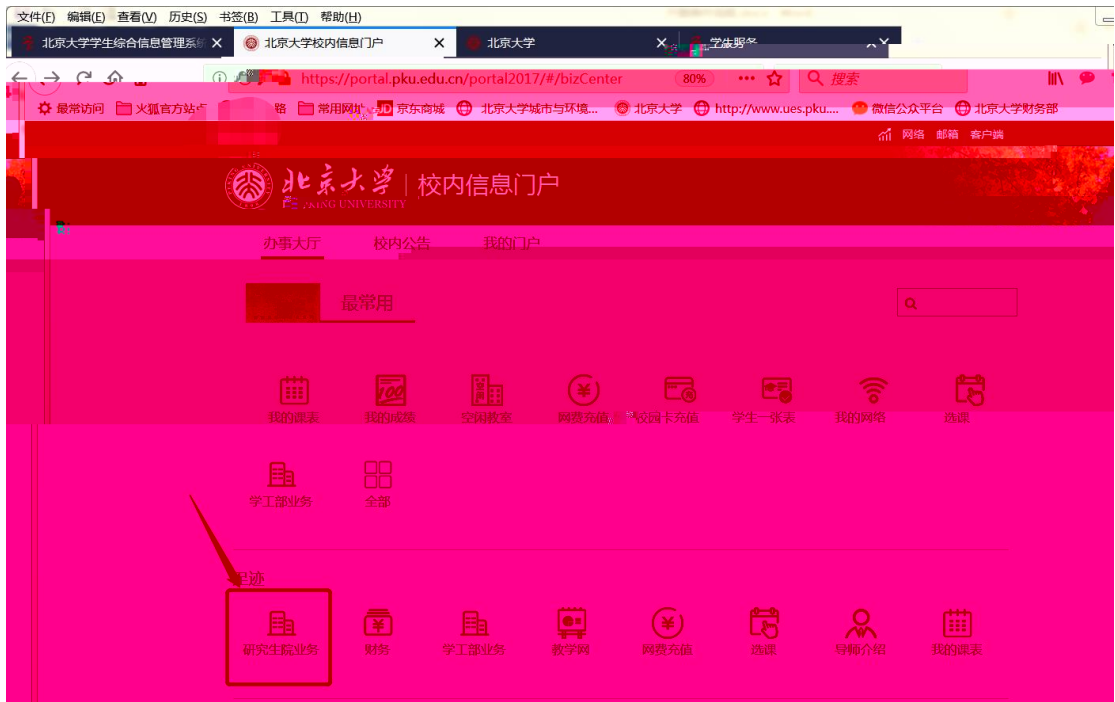 文件(F) 编辑(E) 查看(V) 历史(S) 书签(B) 工具(T) 帮助(H)
北京大学学生综合信息管理系统 北京大学校内信息门户 北京大学
https://portal.pku.edu.cn/portal2017/#/bizCenter 80% 搜索
最常访问 火狐官方站点 常用网址 JD 京东商城 北京大学城市与环境... 北京大学 http://www.ues.pku.... 微信公众平台 北京大学财务部
网络 邮箱 客户端
北京大学 校内信息门户
UNIVERSITY
办事大厅 校内公告 我的门户
最常用
我的课表 我的成绩 空闲教室 网费充值 校园卡充值 学生一张表 我的网络 选课
学工部业务 全部
足迹
研究生院业务 财务 学工部业务 教学网 网费充值 选课 导师介绍 我的课表